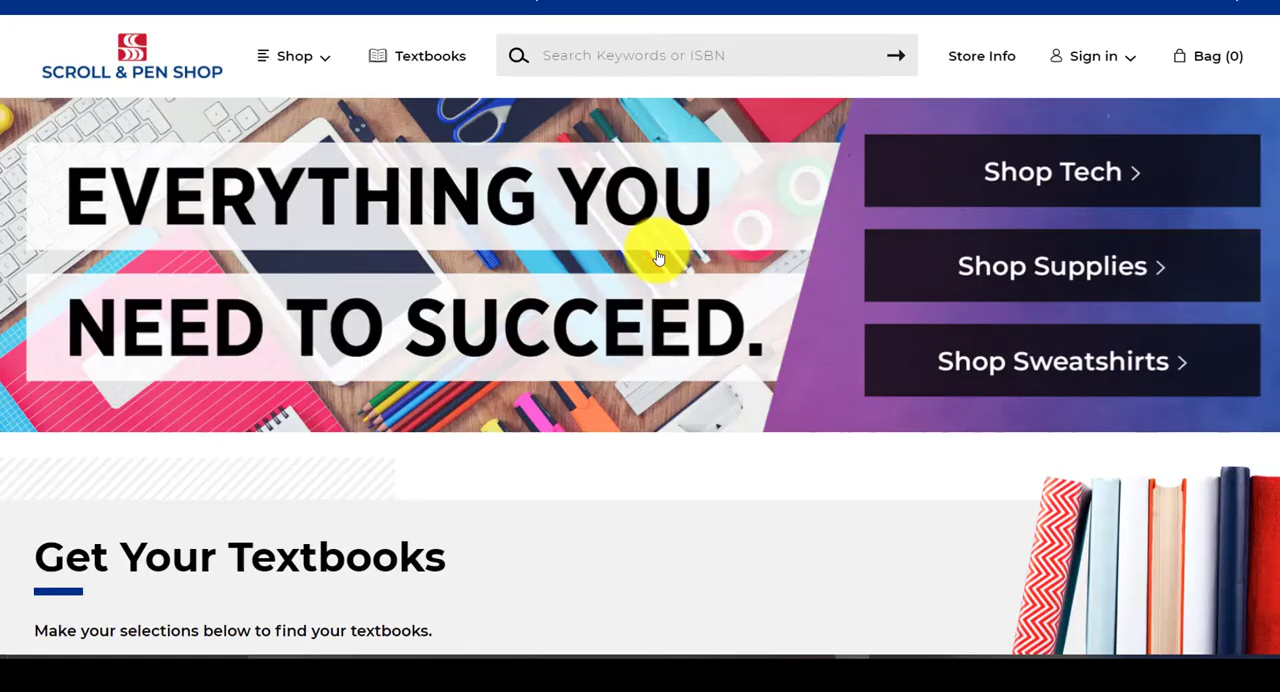 SCROLL & PEN SHOP
Shop
Textbooks
Search Keywords or ISBN
Store Info
Sign in
Bag (0)
EVERYTHING YOU
NEED TO SUCCEED.
Shop Tech >
Shop Supplies >
Shop Sweatshirts >
Get Your Textbooks
Make your selections below to find your textbooks.